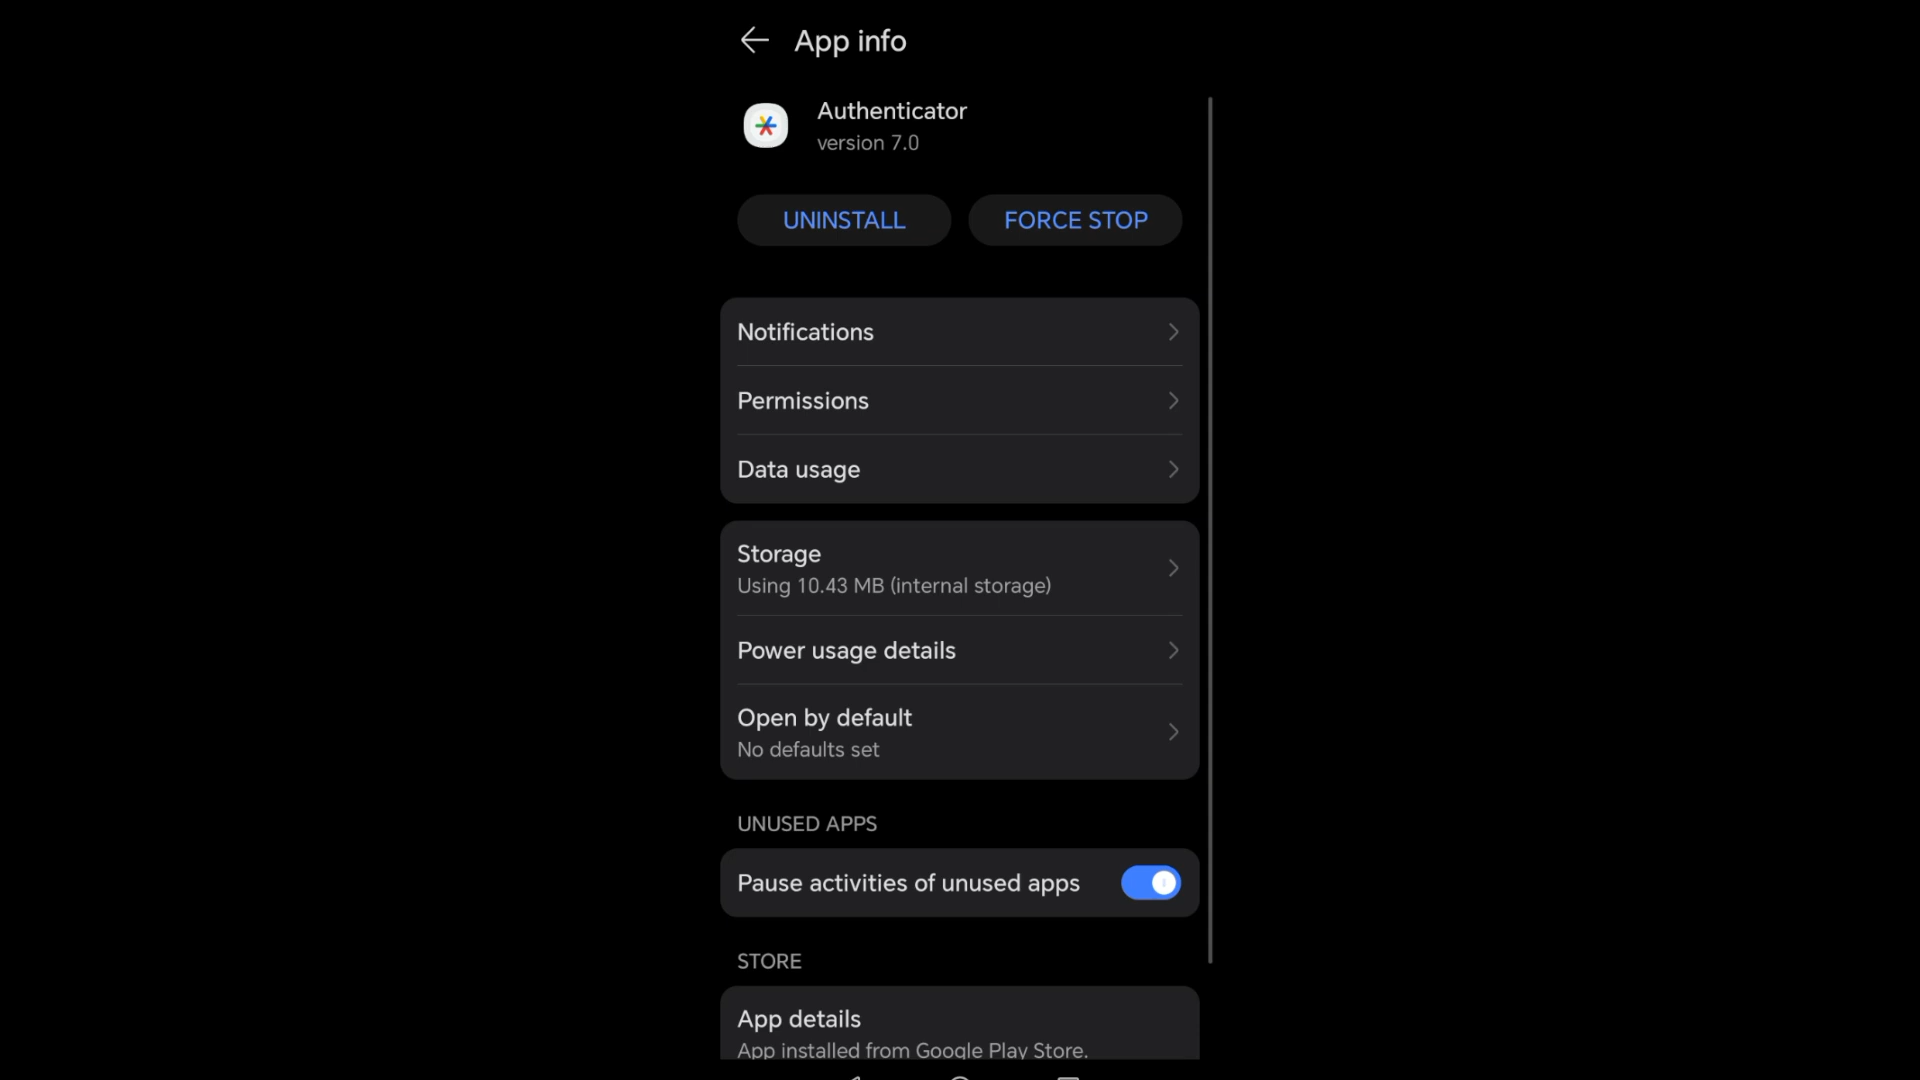 App info
Authenticator
version 7.0
UNINSTALL
FORCE STOP
Notifications
Permissions
Data usage
Storage
Using 10.43 MB (internal storage)
Power usage details
Open by default
No defaults set
UNUSED APPS
Pause activities of unused apps
STORE
App details
App installed from Google Play Store.